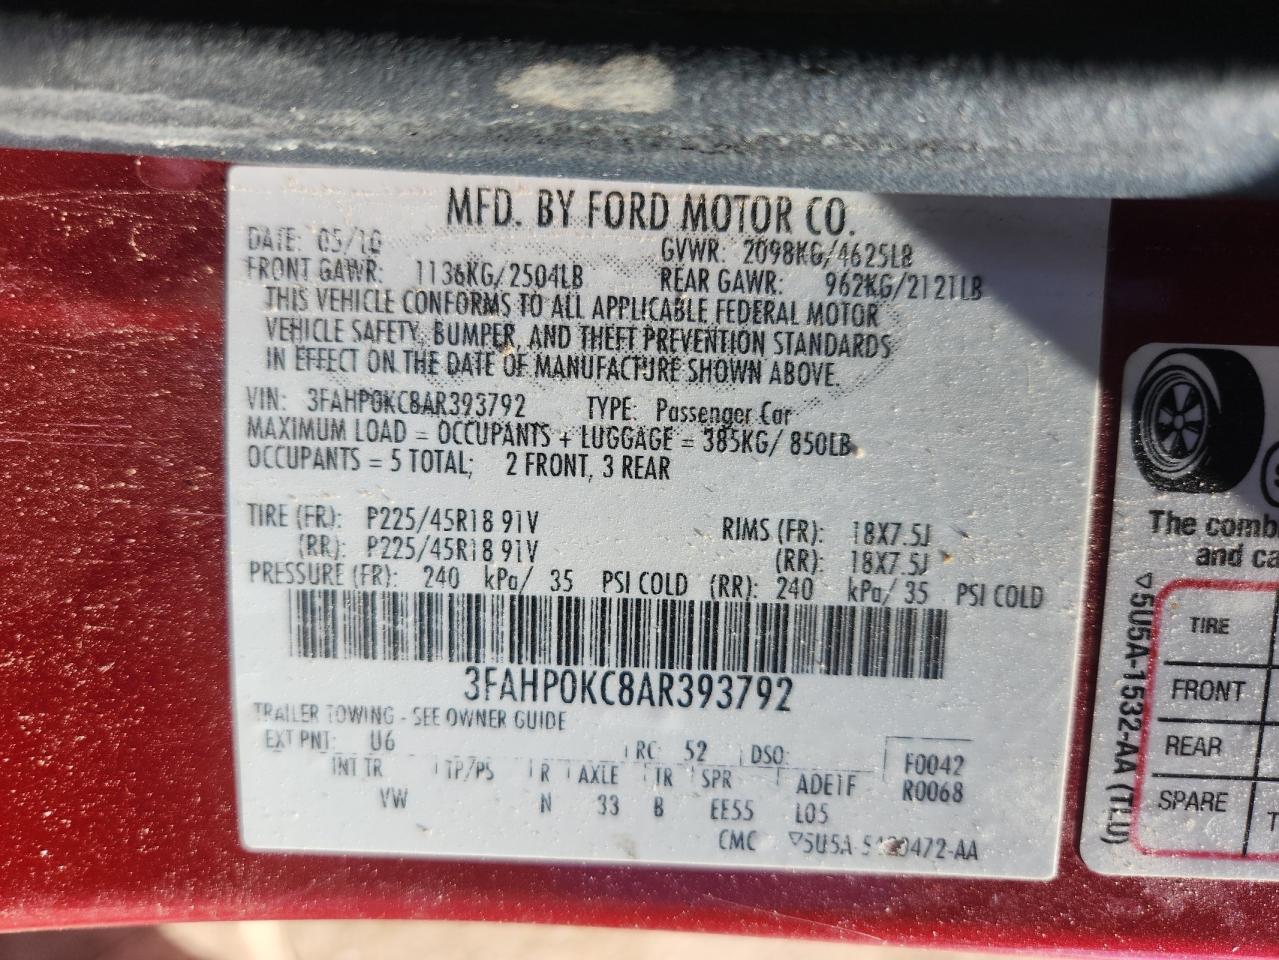 MFD. BY FORD MOTOR CO.
DATE: 05/10 GVWR: 2098KG/4625LB
FRONT GAWR: 1136KG/2504LB REAR GAWR: 962KG/2121LB
THIS VEHICLE CONFORMS TO ALL APPLICABLE FEDERAL MOTOR
VEHICLE SAFETY, BUMPER, AND THEFT PREVENTION STANDARDS
IN EFFECT ON THE DATE OF MANUFACTURE SHOWN ABOVE.
VIN: 3FAHP0KC8AR393792 TYPE: Passenger Car
MAXIMUM LOAD = OCCUPANTS + LUGGAGE = 385KG/ 850LB
OCCUPANTS = 5 TOTAL; 2 FRONT, 3 REAR
TIRE (FR): P225/45R18 91V RIMS (FR): 18X7.5J
(RR): P225/45R18 91V (RR): 18X7.5J
PRESSURE (FR): 240 kPa/ 35 PSI COLD (RR): 240 kPa/ 35 PSI COLD
3FAHP0KC8AR393792
TRAILER TOWING - SEE OWNER GUIDE
EXT PNT: U6 RC: 52 DSO:
F0042
INT TR TP/PS R AXLE TR SPR ADE1F R0068
VW N 33 B EE55 L05
CMC
The comb
and ca
TIRE
FRONT
REAR
SPARE
T
5U5A-1532-AA (TLU)